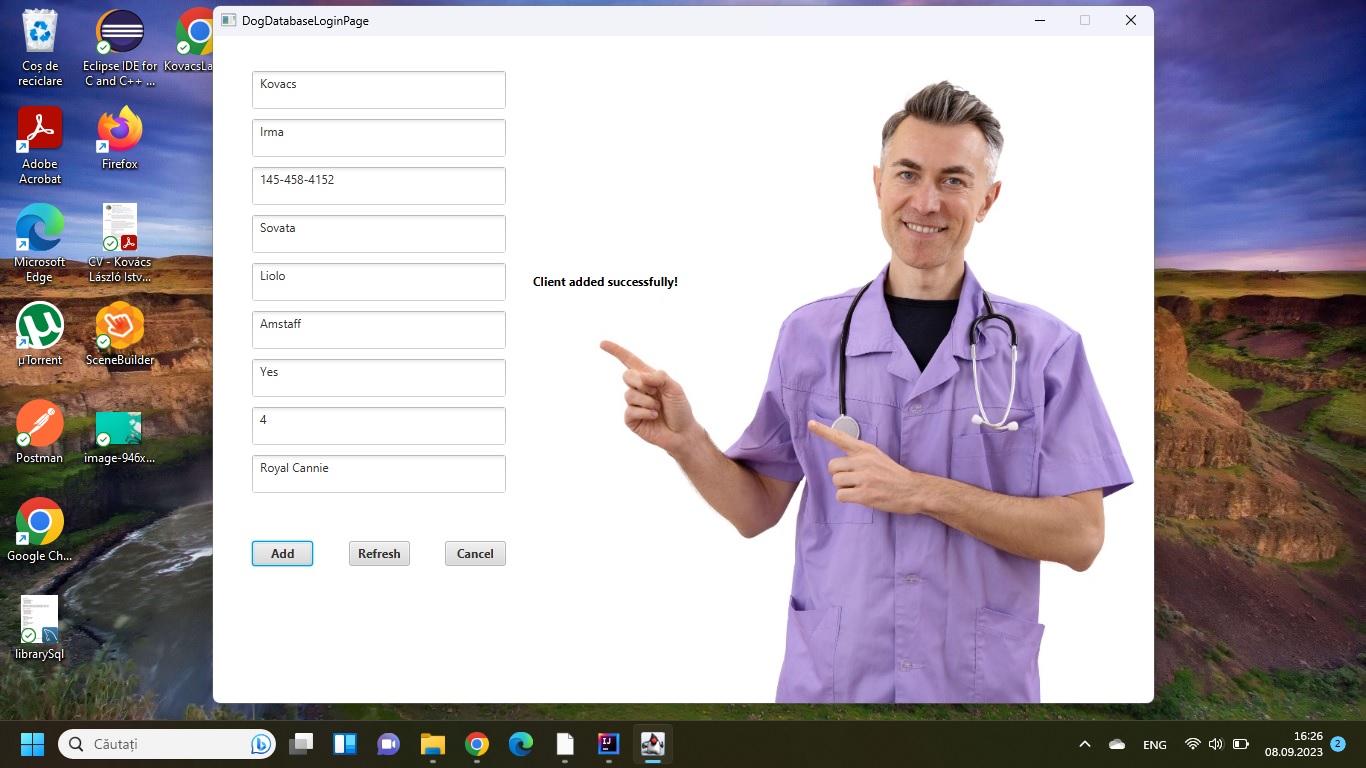 DogDatabaseLoginPage
Coș de
reciclare
Eclipse IDE for
C and C++ ...
KovacsLa
Adobe
Acrobat
Firefox
Microsoft
Edge
CV - Kovács
László Istv...
µTorrent
SceneBuilder
Postman
image-946x...
Google Ch...
librarySql
Kovacs
Irma
145-458-4152
Sovata
Liolo
Amstaff
Yes
4
Royal Cannie
Client added successfully!
Add
Refresh
Cancel
Căutați
IJ
ENG
16:26
08.09.2023
2